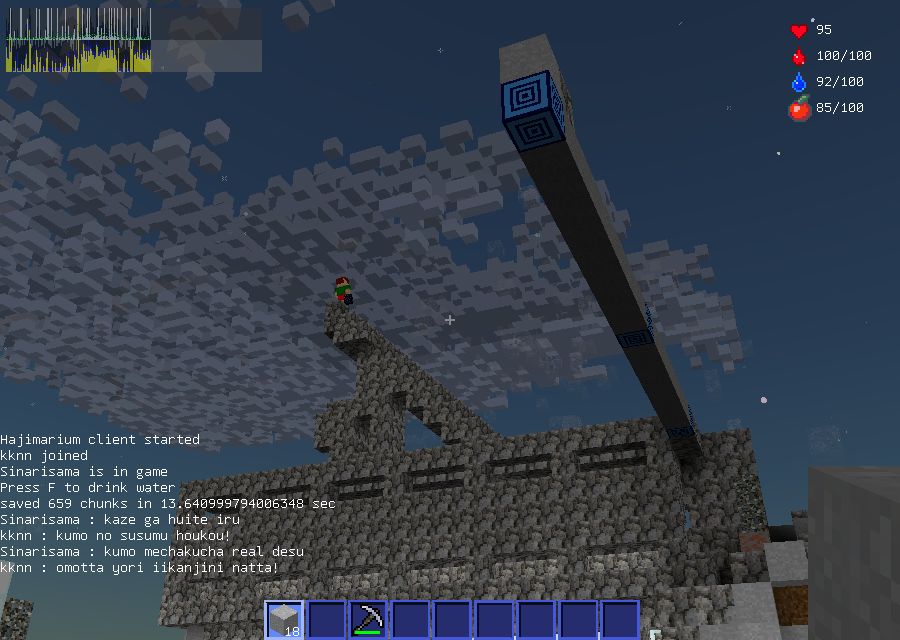 95
100/100
92/100
85/100
Hajimarium client started
kknn joined
Sinarisama is in game
Press F to drink water
saved 659 chunks in 13.640999794006348 sec
Sinarisama : kaze ga huite iru
kknn : kumo no susumu houkou!
Sinarisama : kumo mechakucha real desu
kknn : omotta yori iikanjini natta!
18